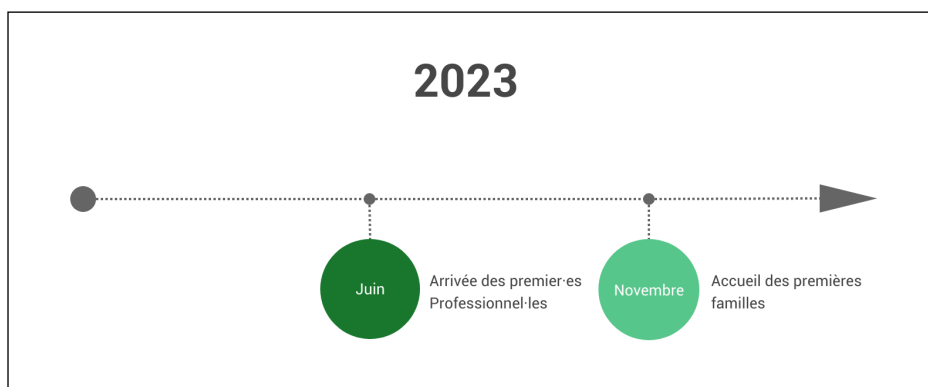 2023
Juin
Arrivée des premier·es
Professionnel·les
Novembre
Accueil des premières
familles